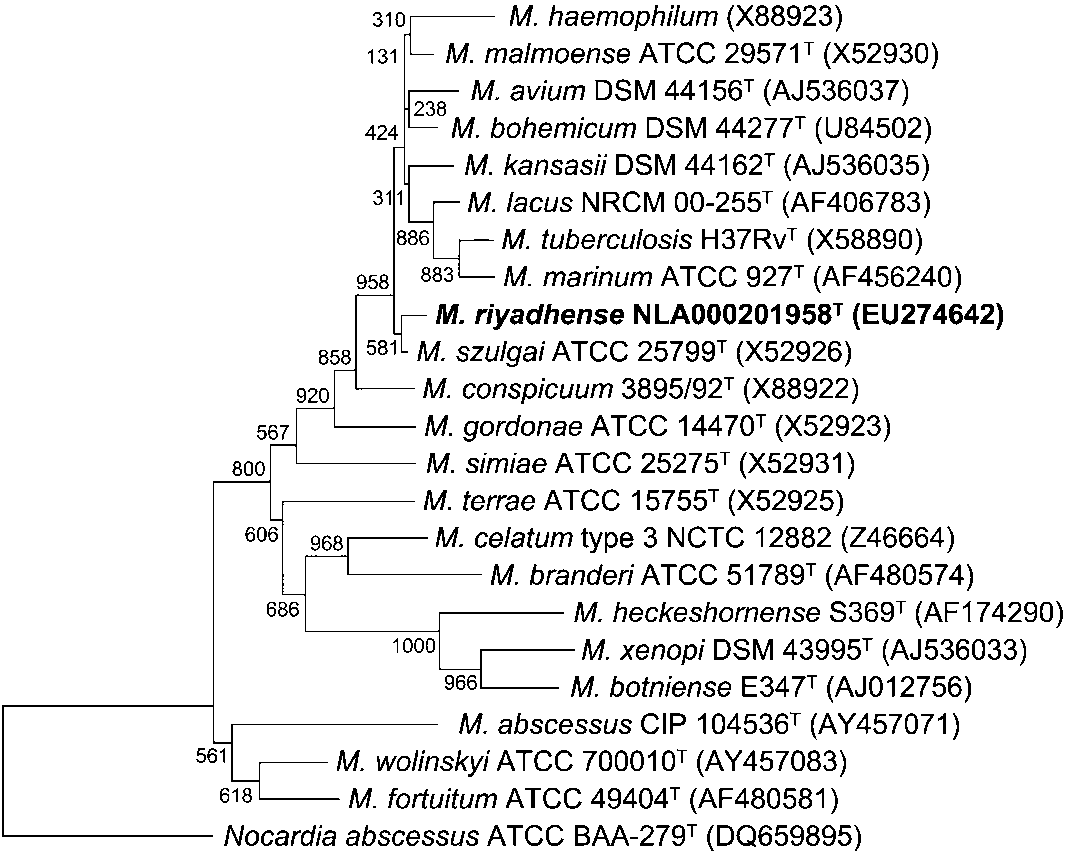 310
M. haemophilum (X88923)
131
M. malmoense ATCC 29571ᵀ (X52930)
M. avium DSM 44156ᵀ (AJ536037)
238
424
M. bohemicum DSM 44277ᵀ (U84502)
M. kansasii DSM 44162ᵀ (AJ536035)
311
M. lacus NRCM 00-255ᵀ (AF406783)
886
M. tuberculosis H37Rvᵀ (X58890)
883
M. marinum ATCC 927ᵀ (AF456240)
958
M. riyadhense NLA000201958ᵀ (EU274642)
581
M. szulgai ATCC 25799ᵀ (X52926)
858
M. conspicuum 3895/92ᵀ (X88922)
920
M. gordonae ATCC 14470ᵀ (X52923)
567
M. simiae ATCC 25275ᵀ (X52931)
800
M. terrae ATCC 15755ᵀ (X52925)
606
968
M. celatum type 3 NCTC 12882 (Z46664)
M. branderi ATCC 51789ᵀ (AF480574)
686
M. heckeshornense S369ᵀ (AF174290)
1000
M. xenopi DSM 43995ᵀ (AJ536033)
966
M. botniense E347ᵀ (AJ012756)
M. abscessus CIP 104536ᵀ (AY457071)
561
M. wolinskyi ATCC 700010ᵀ (AY457083)
618
M. fortuitum ATCC 49404ᵀ (AF480581)
Nocardia abscessus ATCC BAA-279ᵀ (DQ659895)